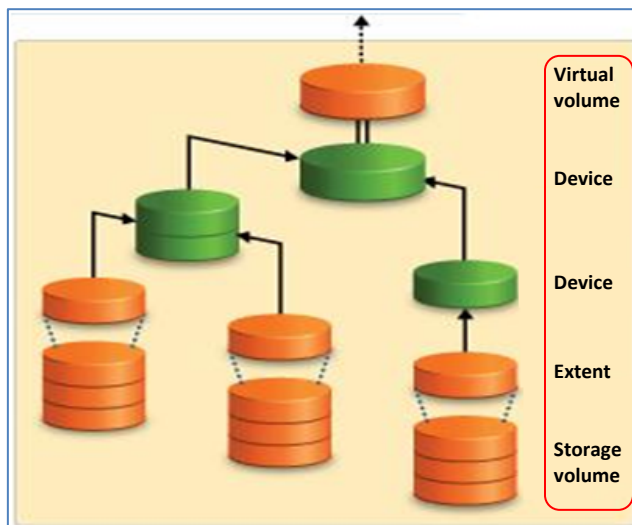 Virtual
volume
Device
Device
Extent
Storage
volume